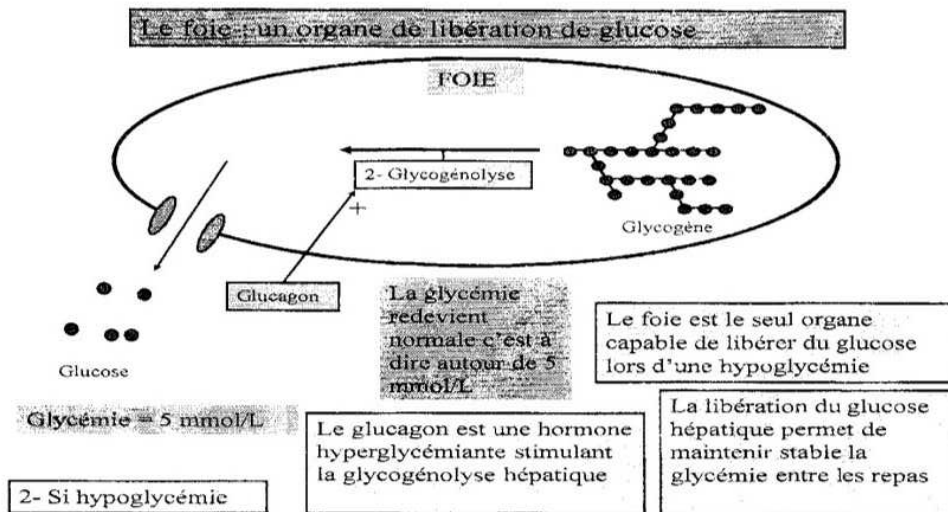 Le foie : un organe de libération de glucose
FOIE
2- Glycogénolyse
+
Glycogène
Glucagon
Glucose
Glycémie = 5 mmol/L
2- Si hypoglycémie
La glycémie
redevient
normale c'est à
dire autour de 5
mmol/L
Le glucagon est une hormone
hyperglycémiante stimulant
la glycogénolyse hépatique
Le foie est le seul organe
capable de libérer du glucose
lors d'une hypoglycémie
La libération du glucose
hépatique permet de
maintenir stable la
glycémie entre les repas